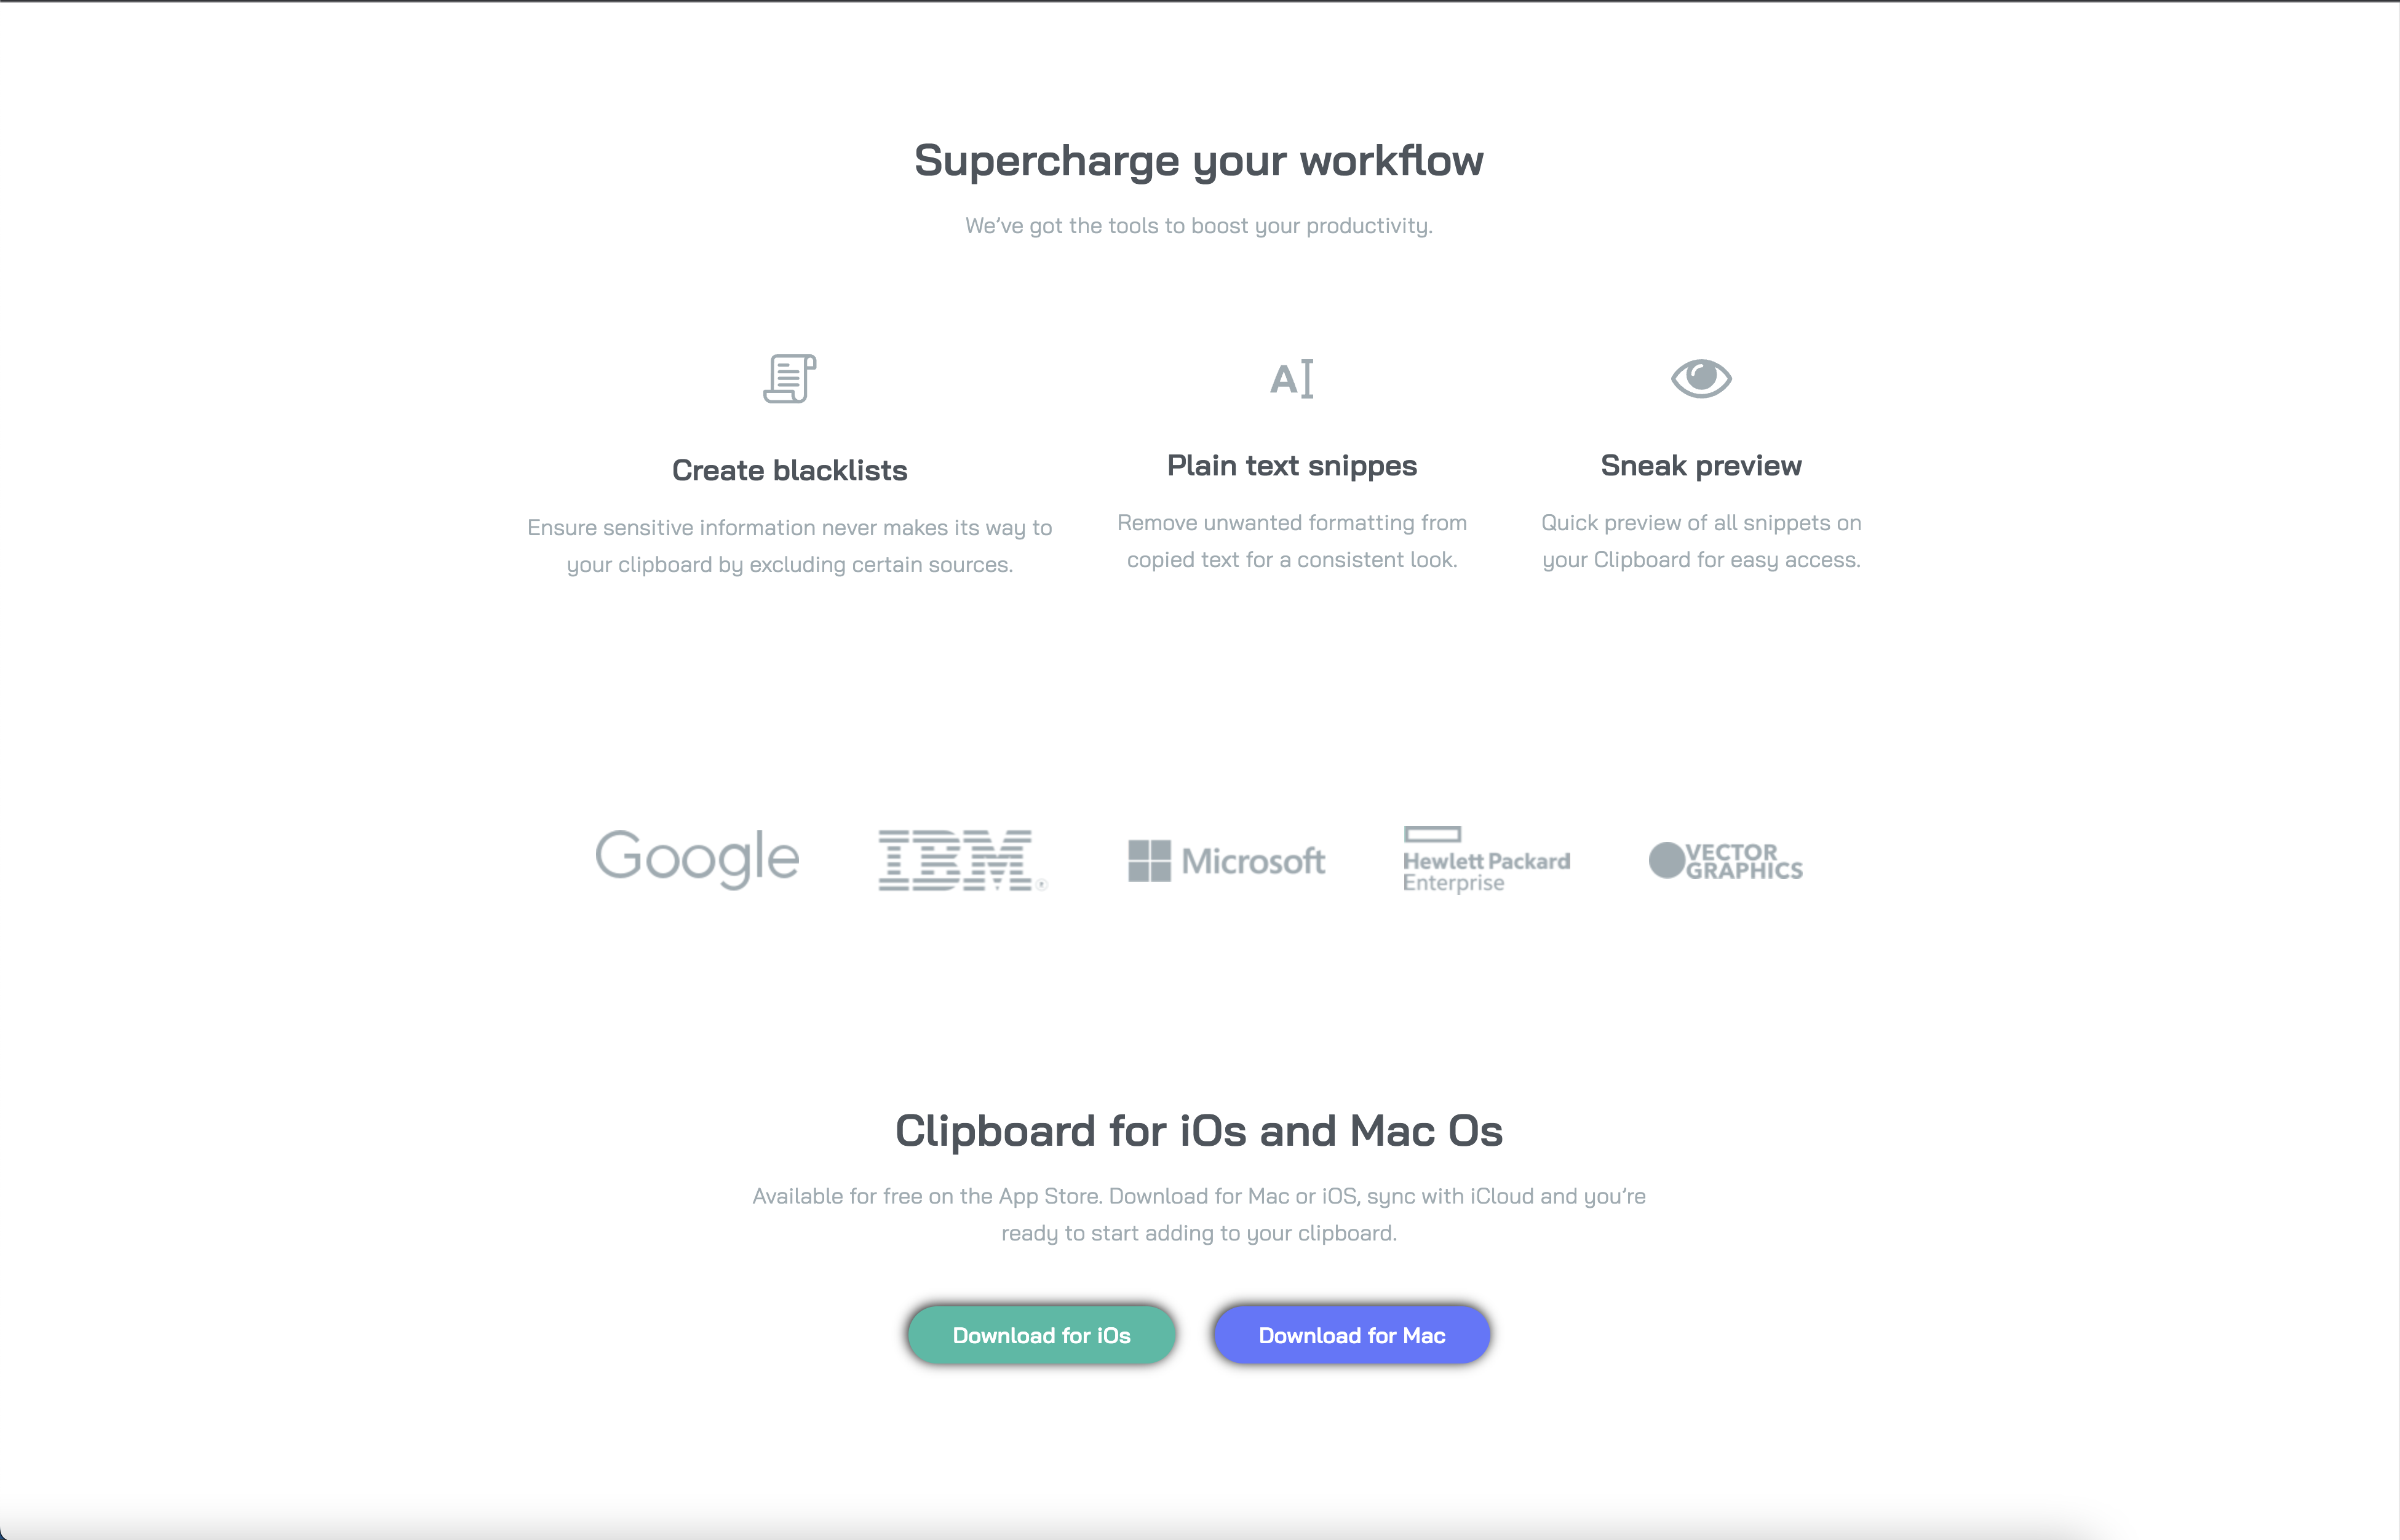 Supercharge your workflow
We’ve got the tools to boost your productivity.
AI
Create blacklists
Ensure sensitive information never makes its way to
your clipboard by excluding certain sources.
Plain text snippes
Remove unwanted formatting from
copied text for a consistent look.
Sneak preview
Quick preview of all snippets on
your Clipboard for easy access.
Google
IBM®
Microsoft
Hewlett Packard
Enterprise
VECTOR
GRAPHICS
Clipboard for iOs and Mac Os
Available for free on the App Store. Download for Mac or iOS, sync with iCloud and you’re
ready to start adding to your clipboard.
Download for iOs
Download for Mac